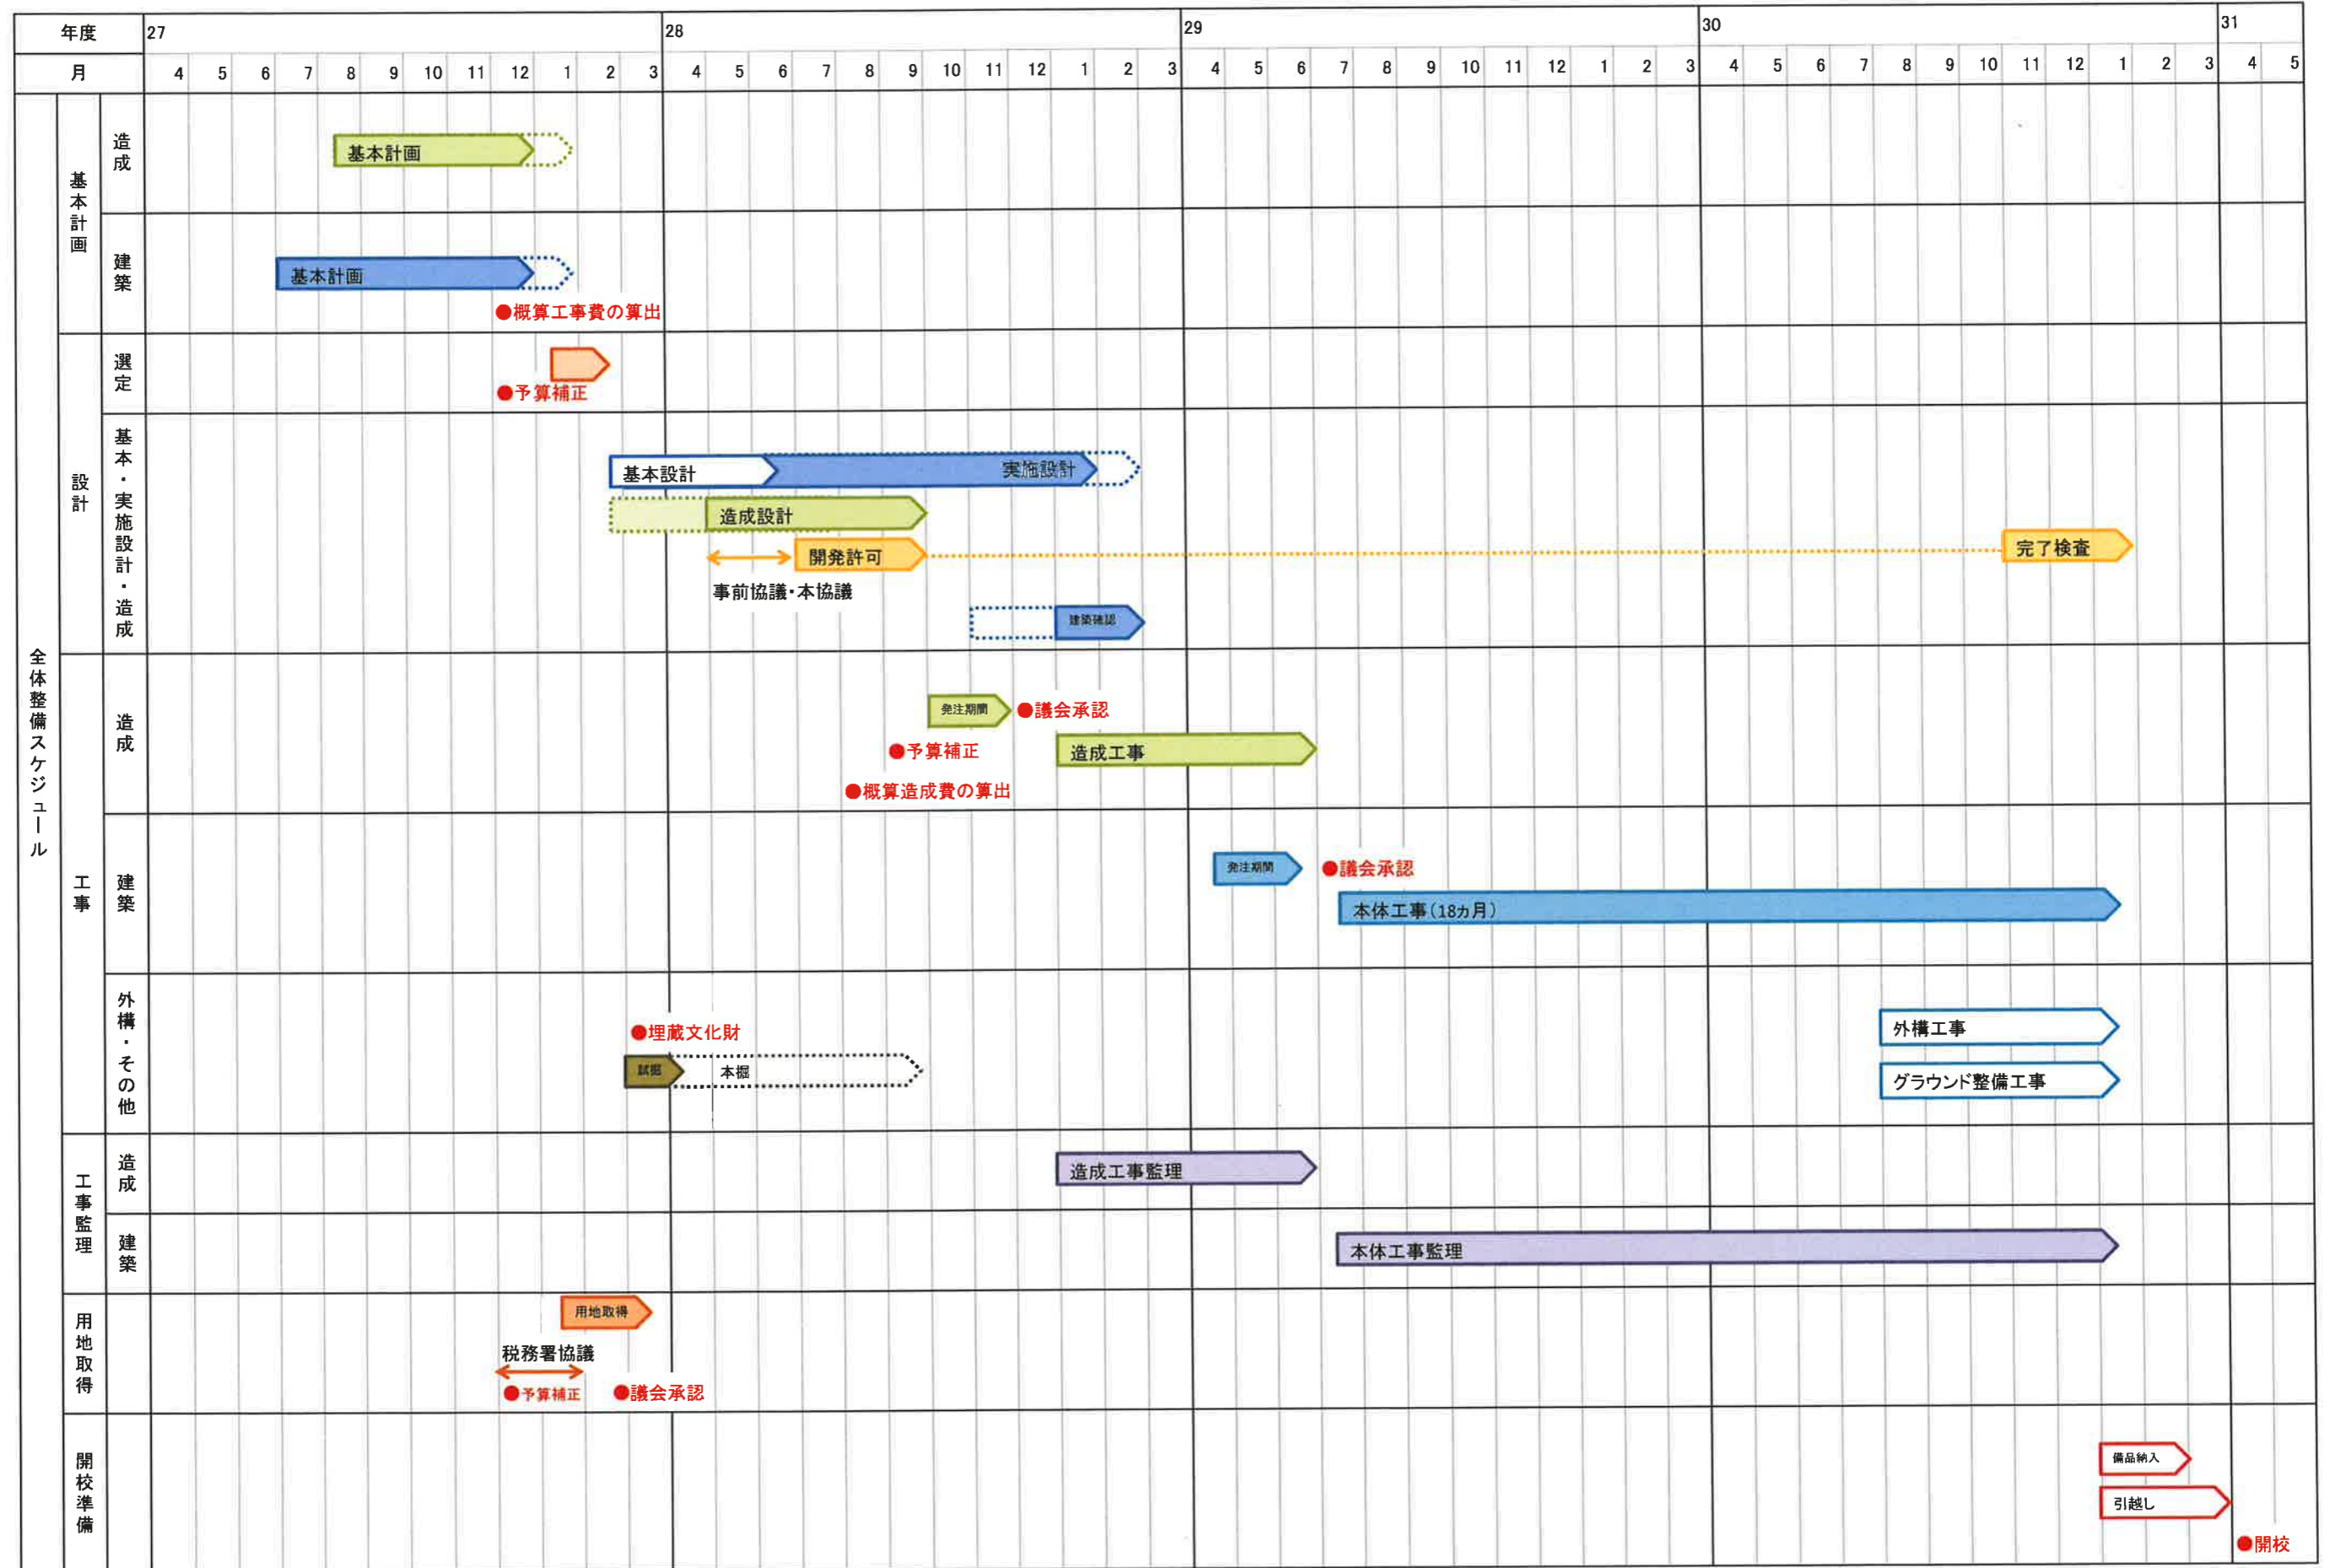 年度 27 28 29 30 31
月 4 5 6 7 8 9 10 11 12 1 2 3 4 5 6 7 8 9 10 11 12 1 2 3 4 5 6 7 8 9 10 11 12 1 2 3 4 5 6 7 8 9 10 11 12 1 2 3 4 5
全体整備スケジュール
基本計画
造成
基本計画
建築
基本計画
●概算工事費の算出
設計
選定
●予算補正
基本・実施設計・造成
基本設計 実施設計
造成設計
開発許可 完了検査
事前協議・本協議
建築確認
工事
造成
発注期間 ●議会承認
●予算補正 造成工事
●概算造成費の算出
建築
発注期間 ●議会承認
本体工事(18ヵ月)
外構・その他
●埋蔵文化財
試掘 本掘
外構工事
グラウンド整備工事
工事監理
造成
造成工事監理
建築
本体工事監理
用地取得
用地取得
税務署協議
●予算補正 ●議会承認
開校準備
備品納入
引越し
●開校